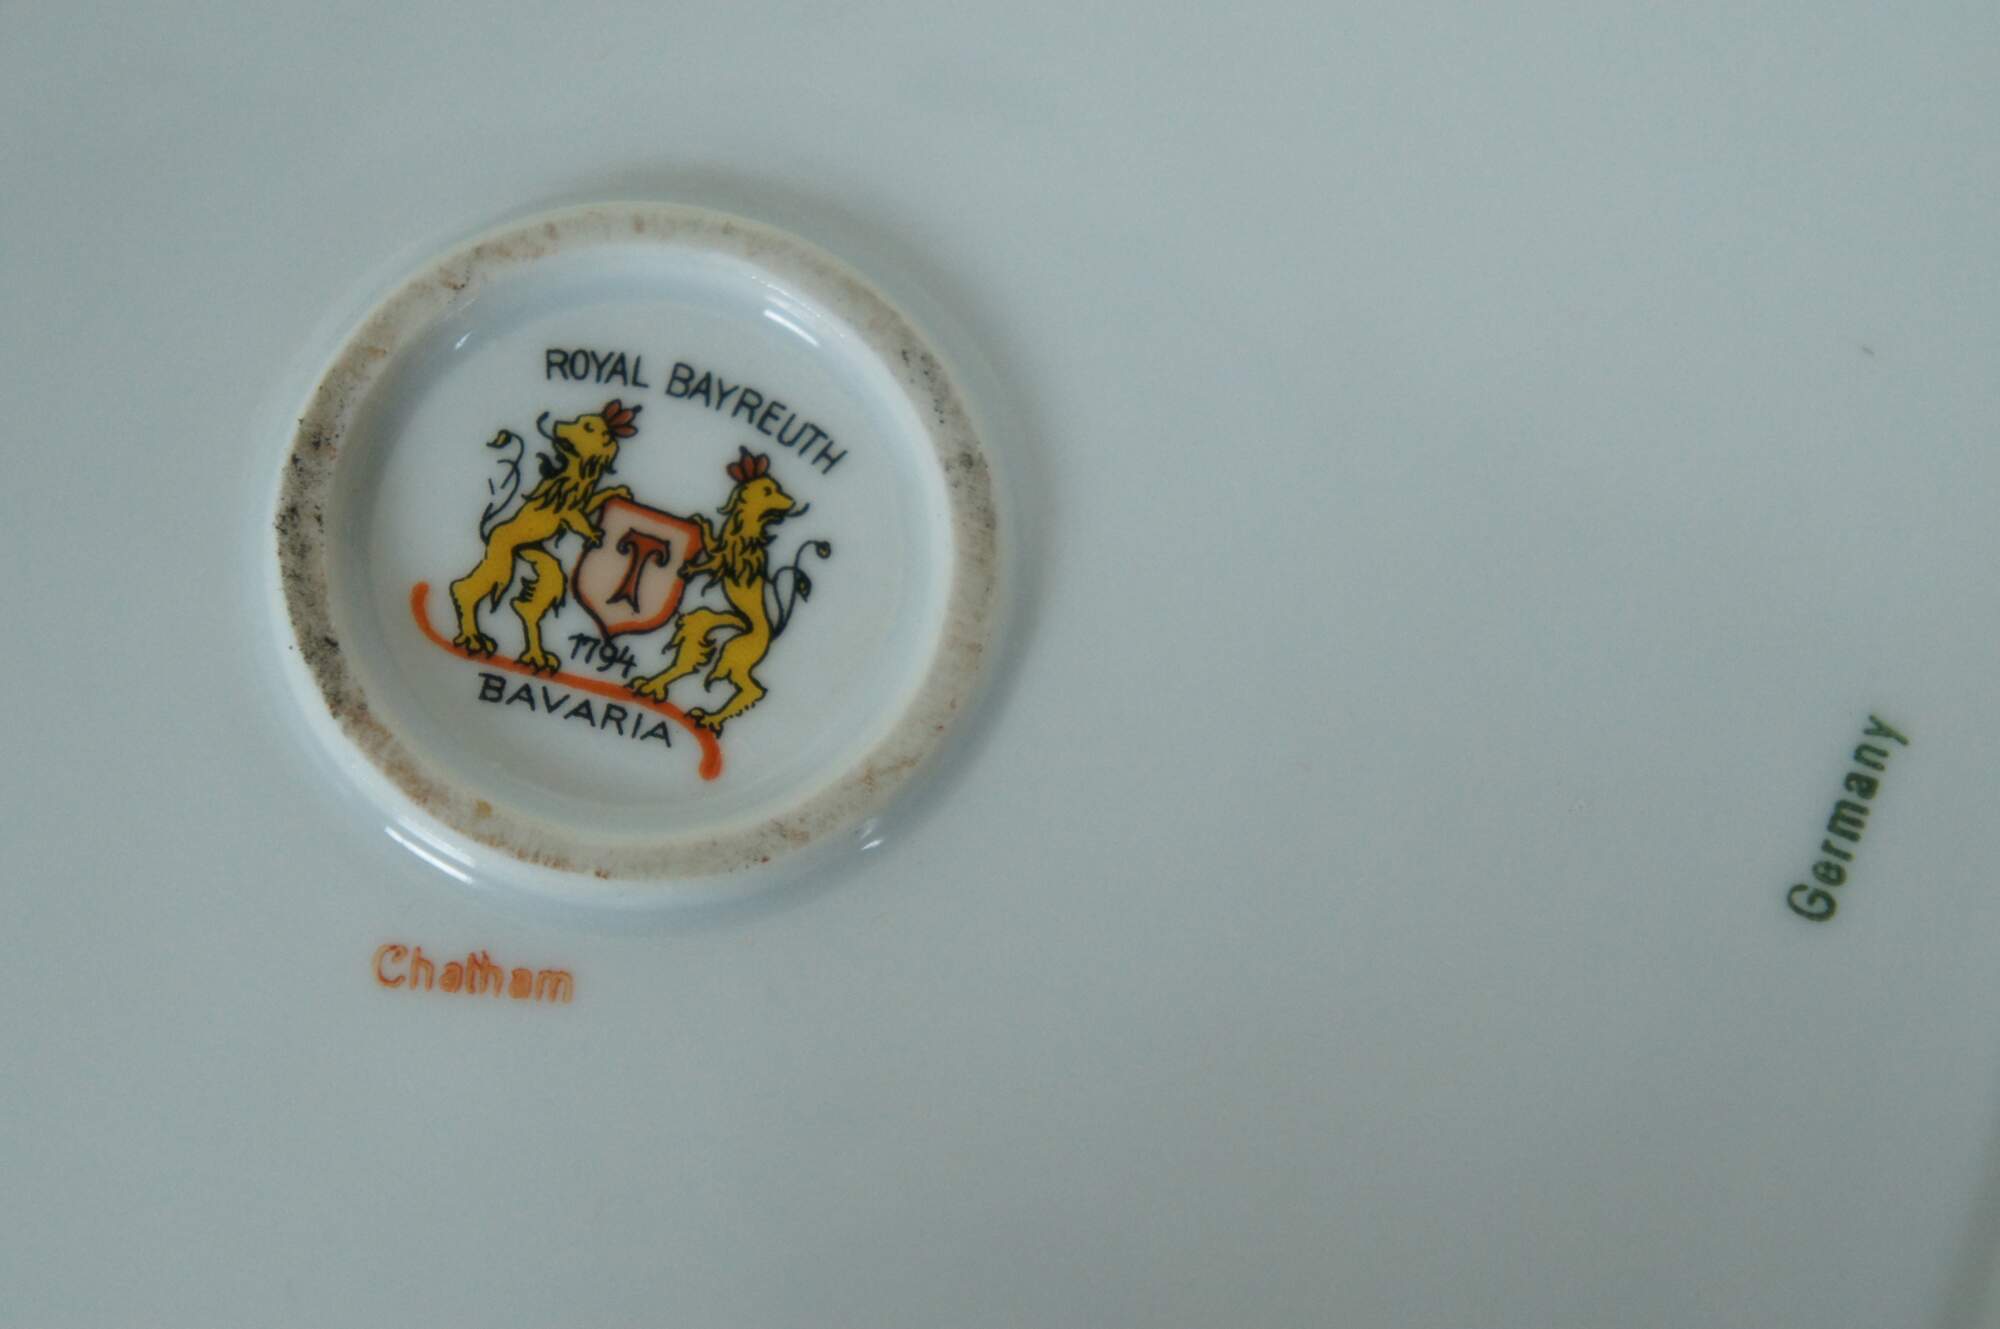 ROYAL BAYREUTH
T
1794
BAVARIA
Chatham
Germany